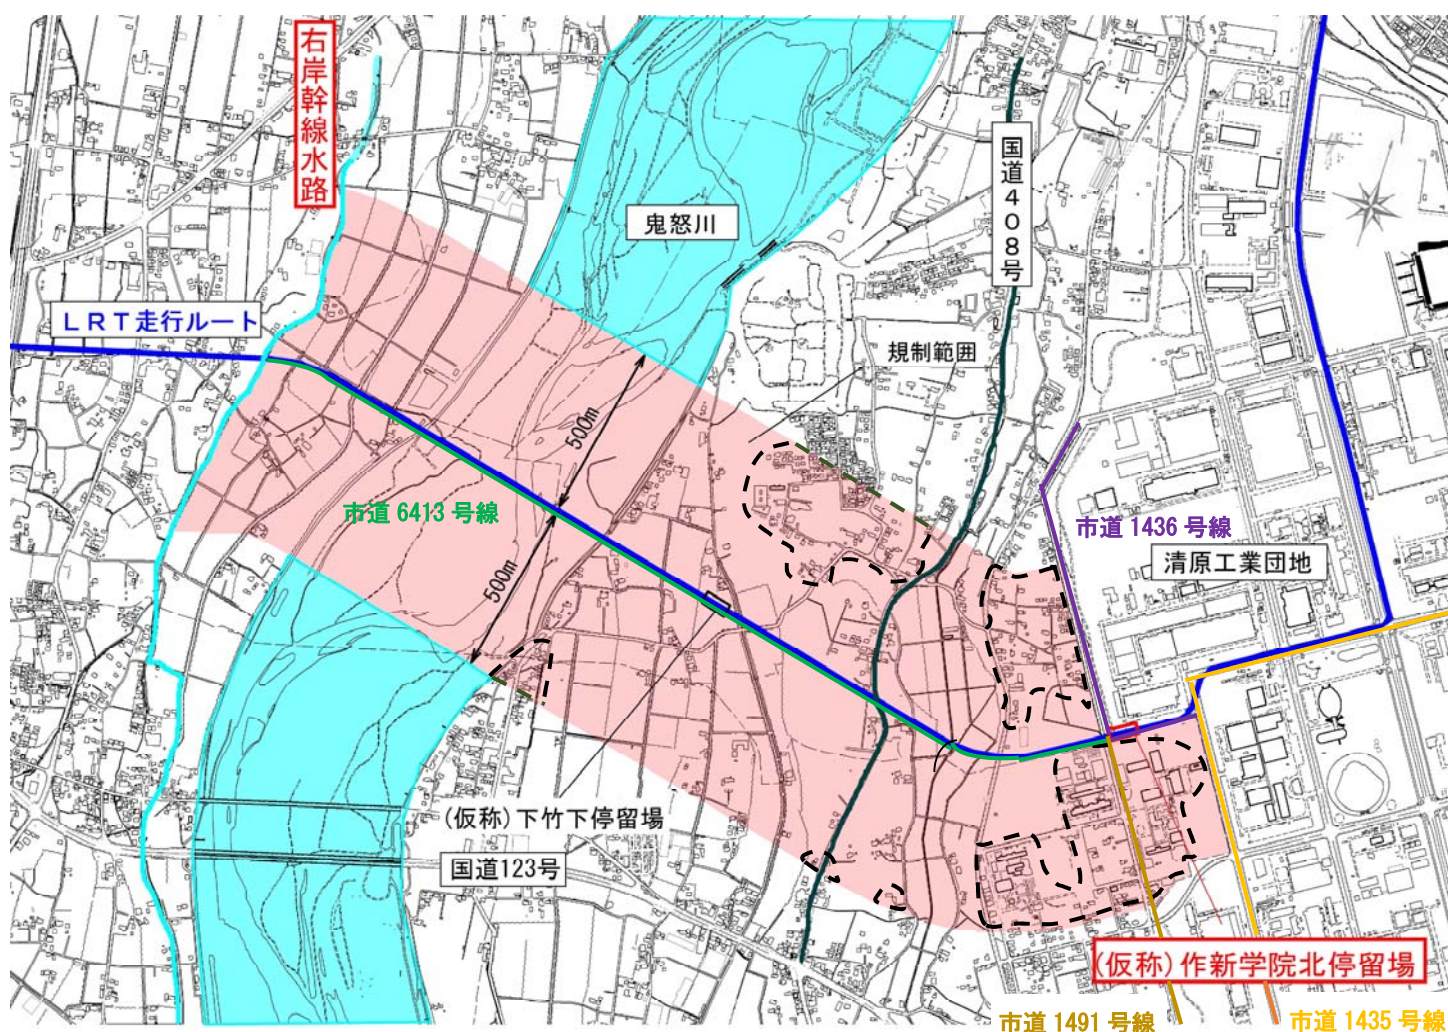 右岸幹線水路
鬼怒川
国道408号
LRT走行ルート
規制範囲
500m
市道 6413 号線
市道 1436 号線
清原工業団地
500m
(仮称)下竹下停留場
国道123号
(仮称)作新学院北停留場
市道 1491 号線
市道 1435 号線